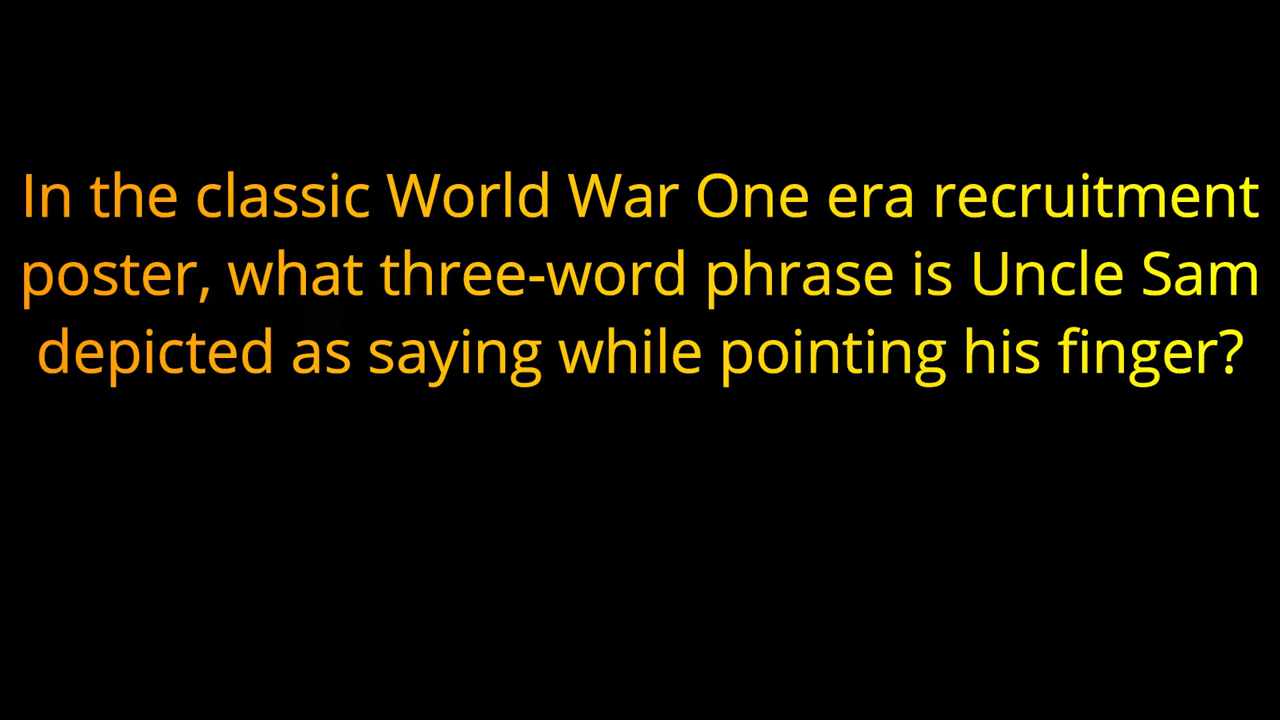 In the classic World War One era recruitment
poster, what three-word phrase is Uncle Sam
depicted as saying while pointing his finger?